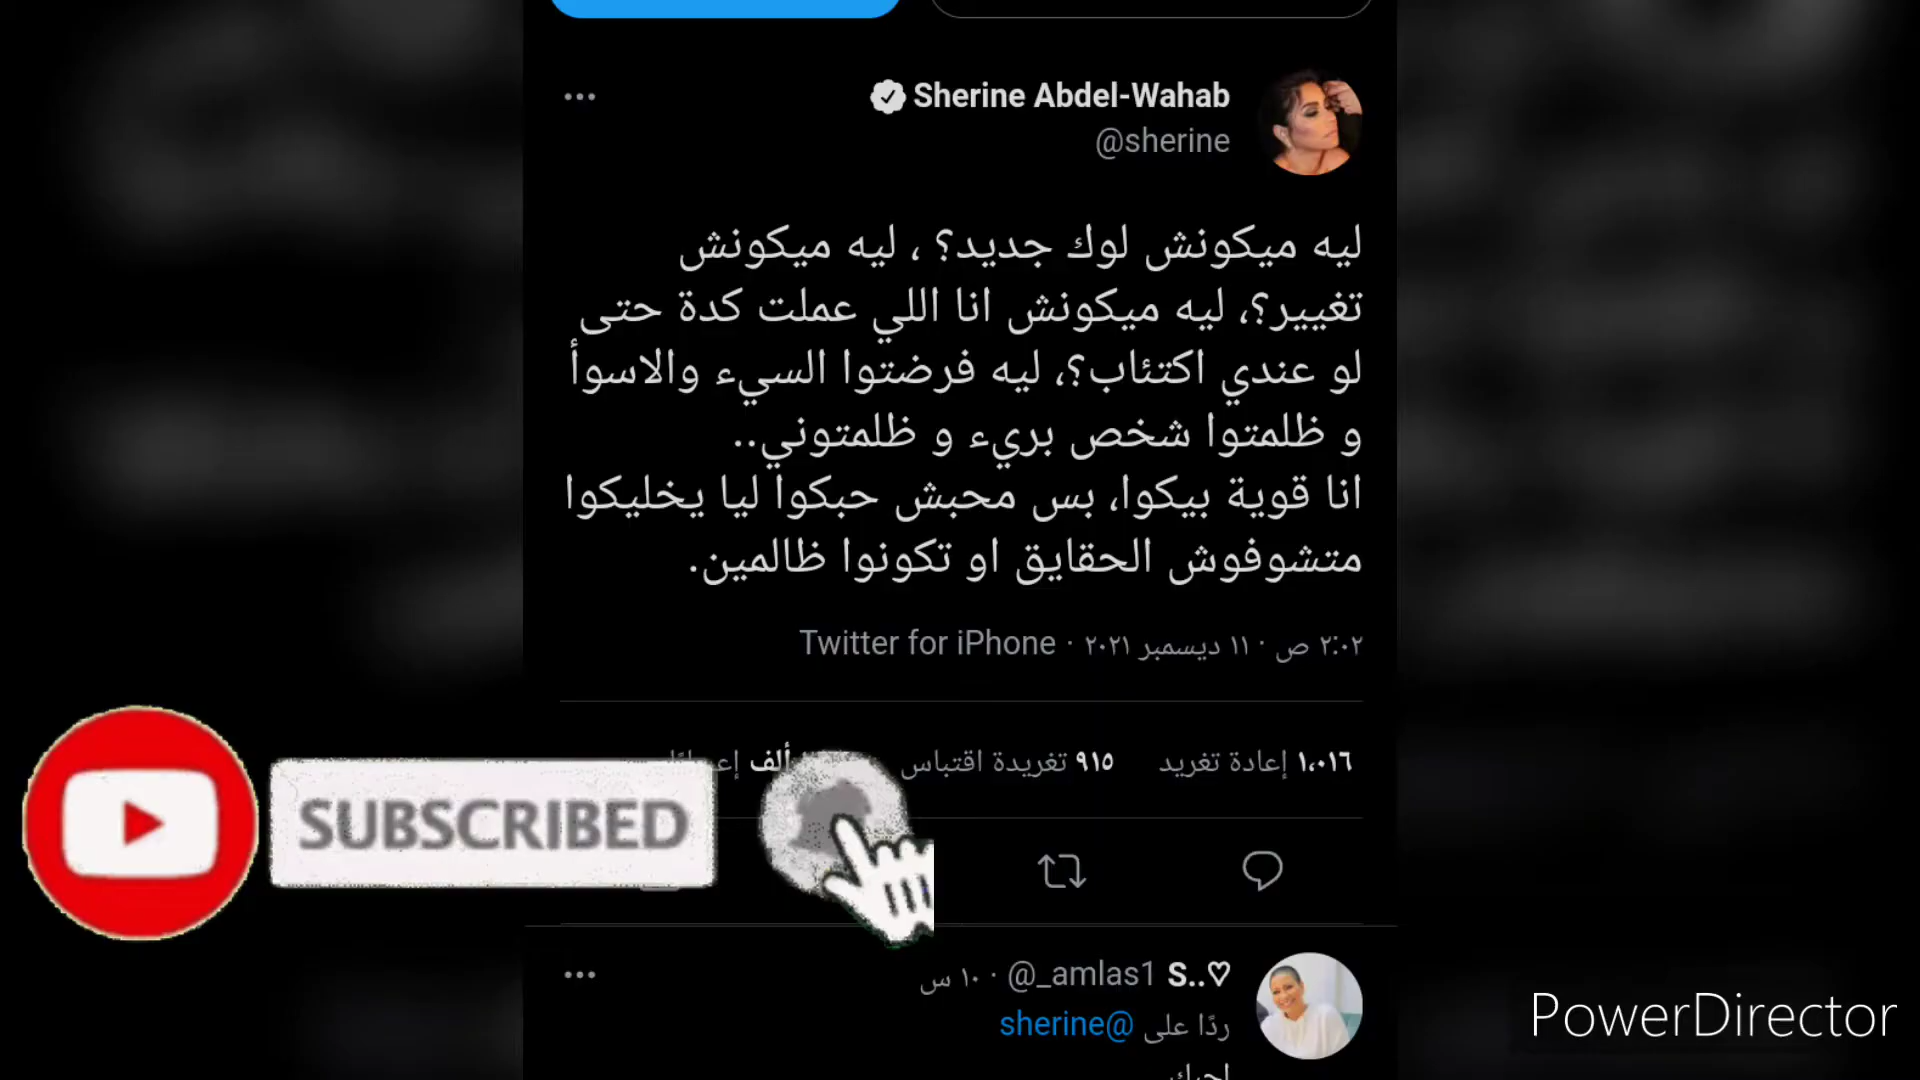 Sherine Abdel-Wahab
@sherine
ليه ميكونش لوك جديد؟ ، ليه ميكونش
تغيير؟، ليه ميكونش انا اللي عملت كدة حتى
لو عندي اكتئاب؟، ليه فرضتوا السيء والاسوأ
و ظلمتوا شخص بريء و ظلمتوني..
انا قوية بيكوا، بس محبش حبكوا ليا يخليكوا
متشوفوش الحقايق او تكونوا ظالمين.
٢:٠٢ ص · ١١ ديسمبر ٢٠٢١ · Twitter for iPhone
١،٠١٦ إعادة تغريد ٩١٥ تغريدة اقتباس ألف
SUBSCRIBED
S..♡ @_amlas1 · ١٠ س
ردًا على @sherine
PowerDirector